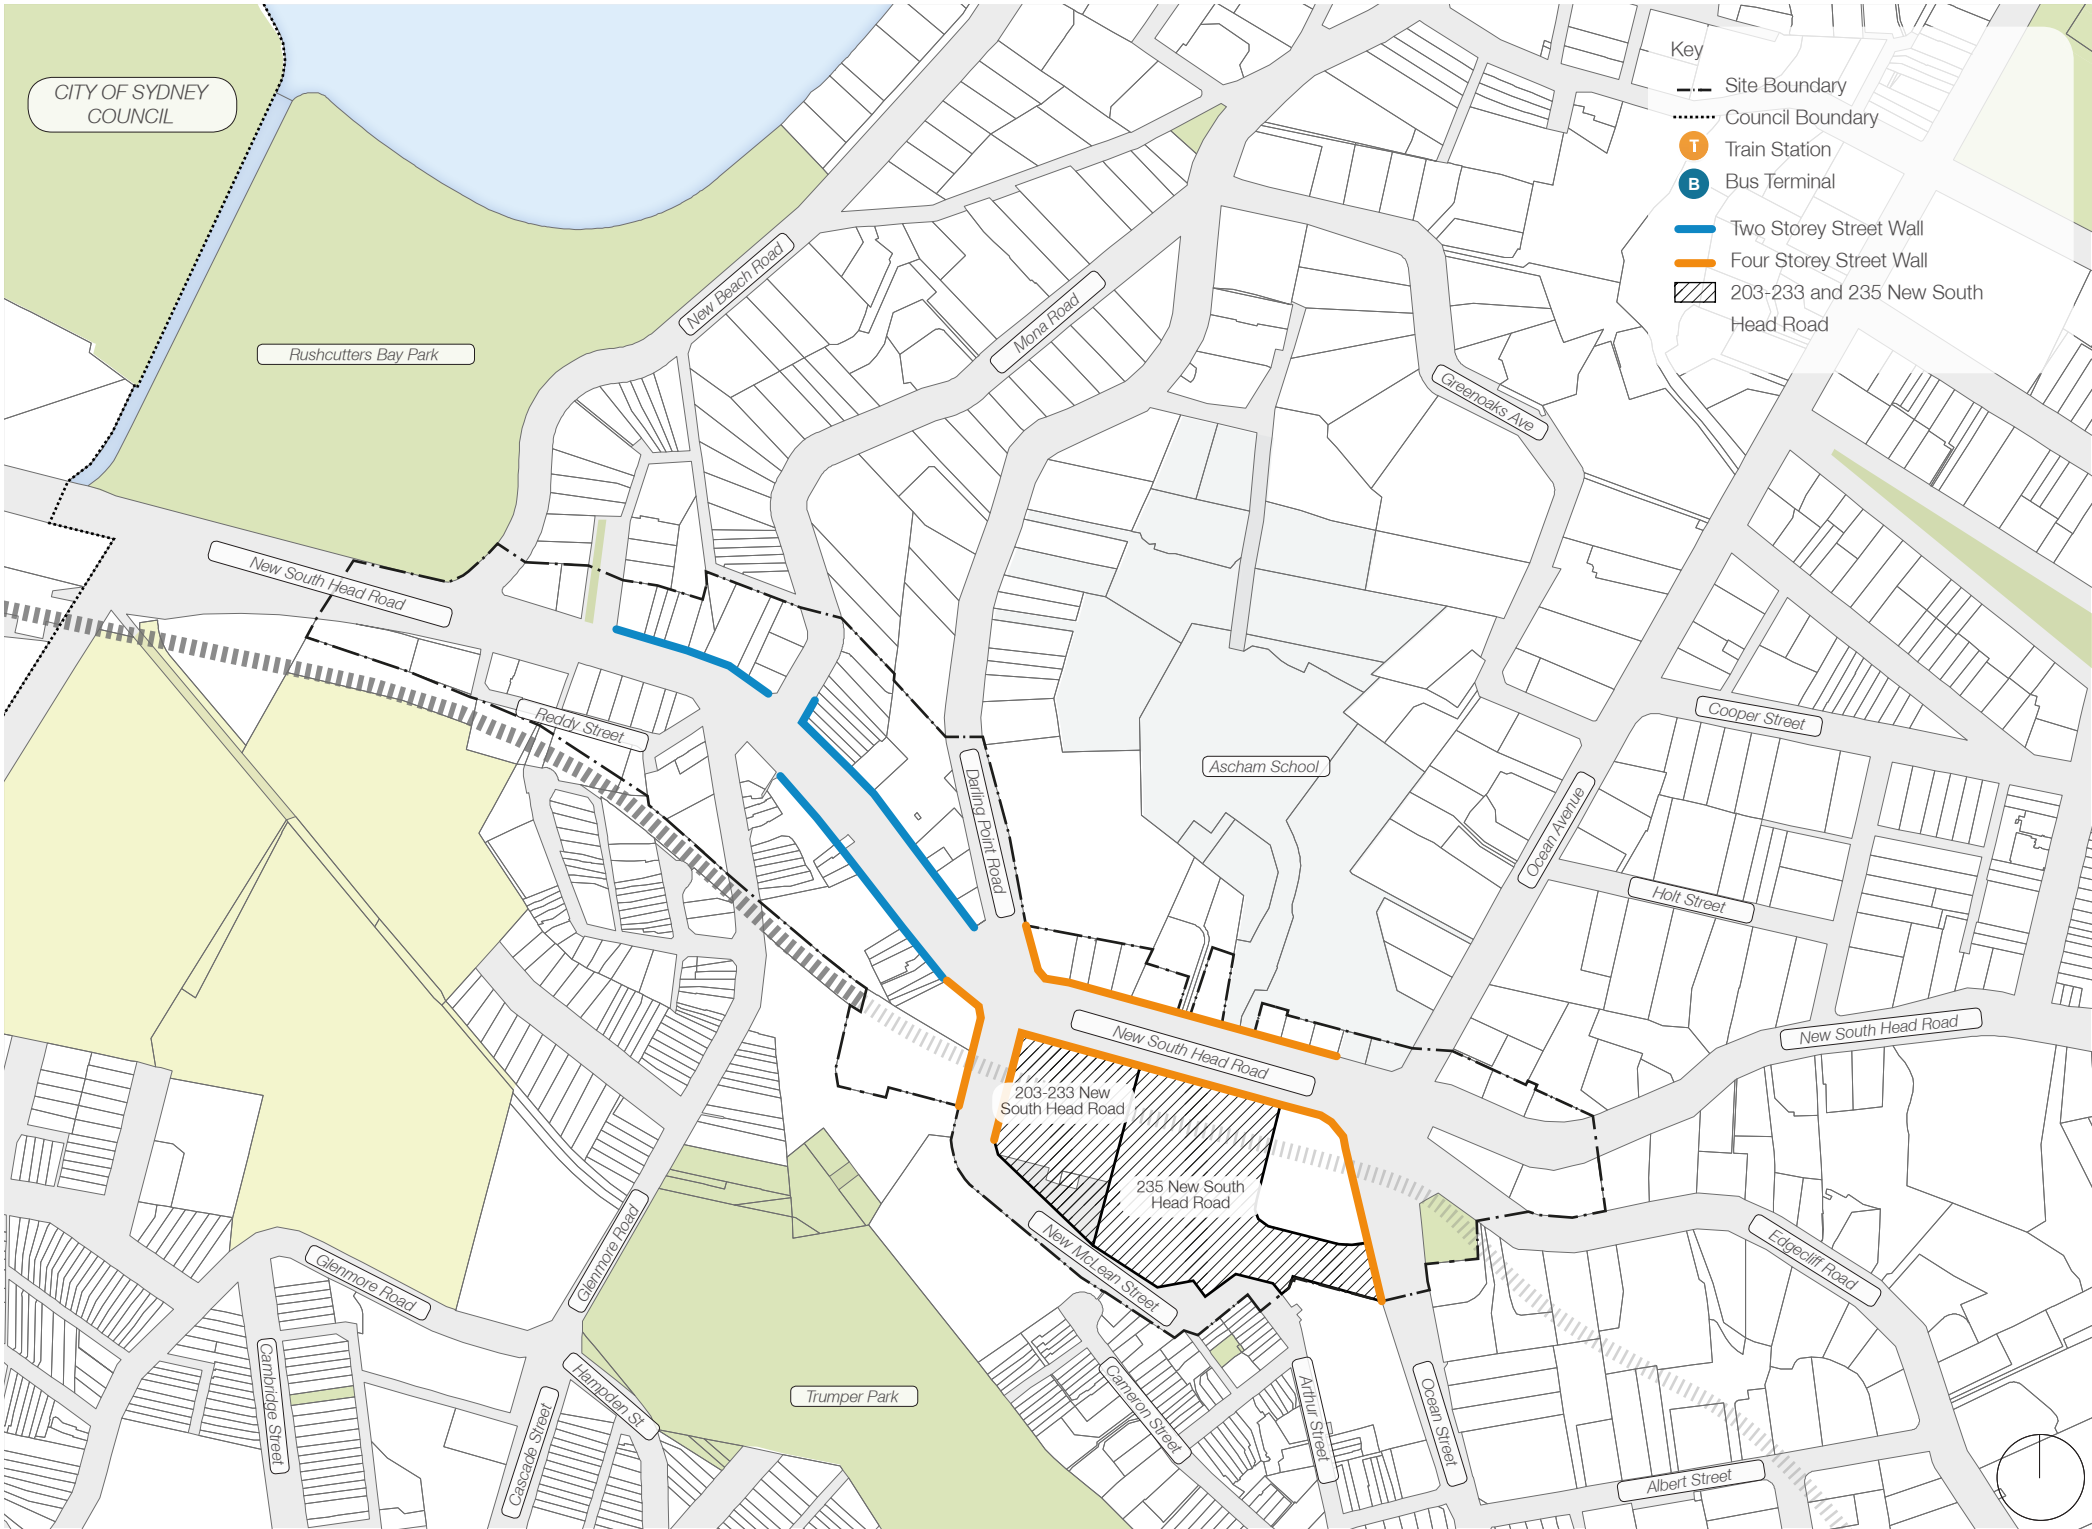 CITY OF SYDNEY
COUNCIL
Key
Site Boundary
Council Boundary
T
Train Station
B
Bus Terminal
Two Storey Street Wall
Four Storey Street Wall
203-233 and 235 New South
Head Road
New Beach Road
Mona Road
Rushcutters Bay Park
Greenoaks Ave
New South Head Road
Reddy Street
Cooper Street
Ascham School
Darling Point Road
Ocean Avenue
Holt Street
New South Head Road
New South Head Road
203-233 New
South Head Road
235 New South
Head Road
New McLean Street
Edgecliff Road
Glenmore Road
Glenmore Road
Cambridge Street
Hampden St
Cascade Street
Trumper Park
Cameron Street
Arthur Street
Ocean Street
Albert Street